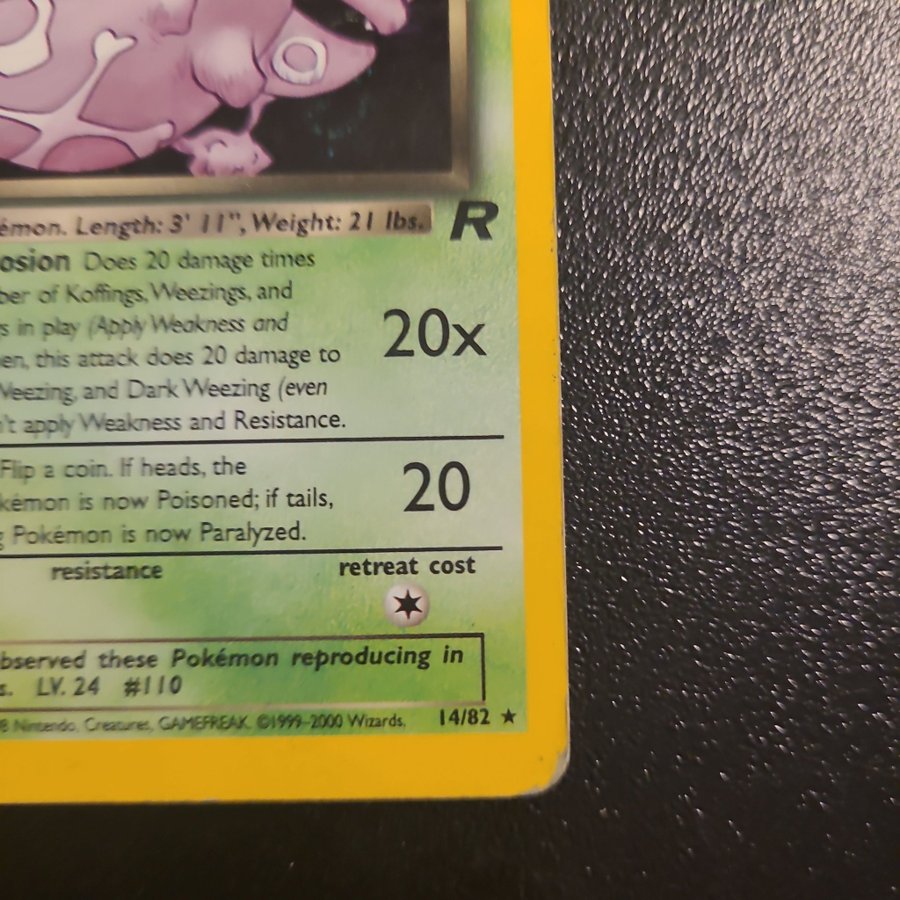 émon. Length: 3' 11", Weight: 21 lbs. R
osion Does 20 damage times
ber of Koffings, Weezings, and
s in play (Apply Weakness and
20x
en, this attack does 20 damage to
Weezing, and Dark Weezing (even
't apply Weakness and Resistance.
Flip a coin. If heads, the
kémon is now Poisoned; if tails,
20
g Pokémon is now Paralyzed.
resistance retreat cost
bserved these Pokémon reproducing in
s. LV. 24 #110
8 Nintendo, Creatures, GAMEFREAK. ©1999-2000 Wizards. 14/82 ★